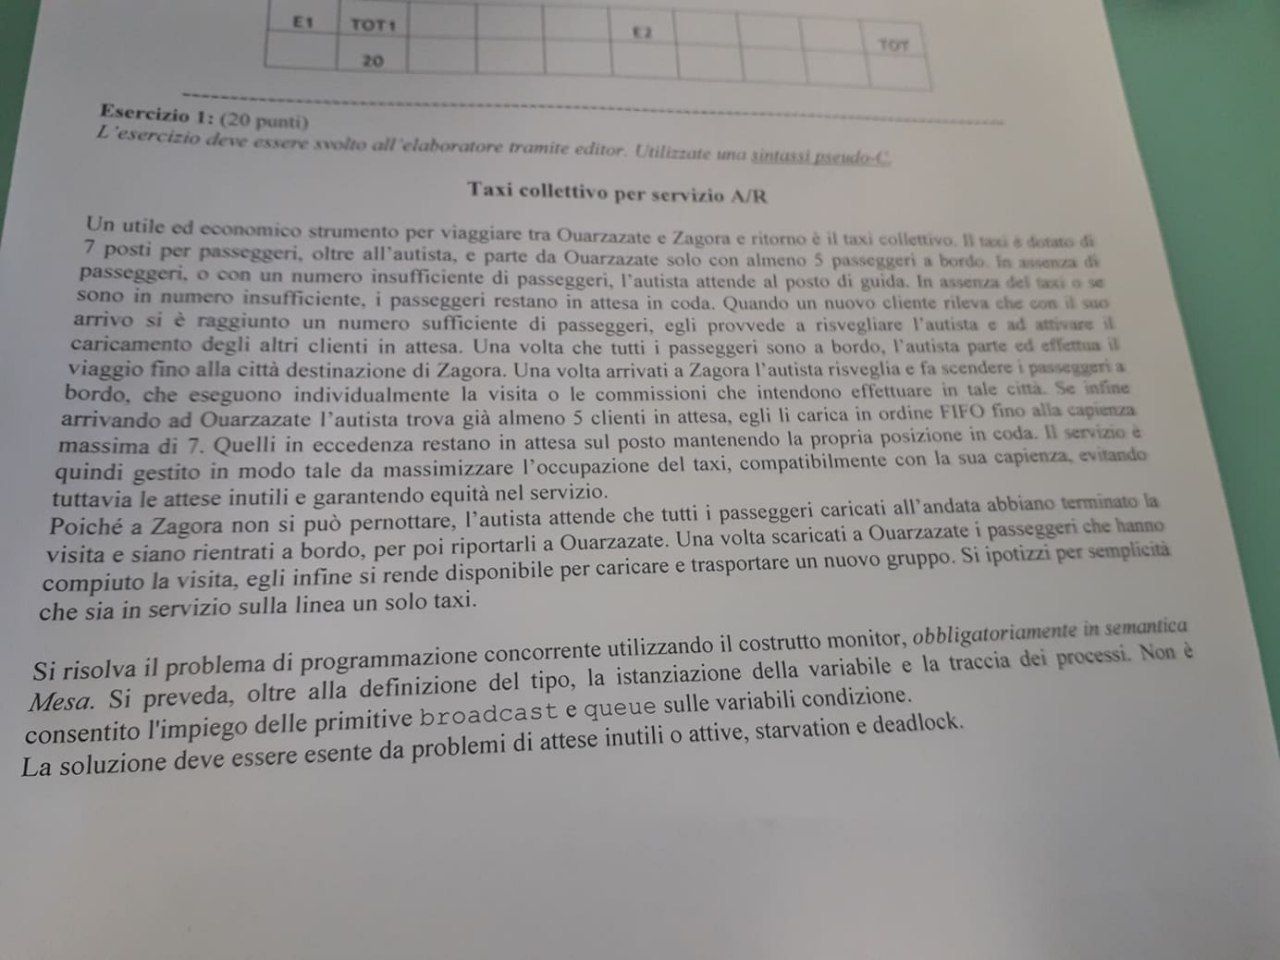 E1 TOT1 E2 TOT
20
Esercizio 1: (20 punti)
L'esercizio deve essere svolto all'elaboratore tramite editor. Utilizzate una sintassi pseudo-C.
Taxi collettivo per servizio A/R
Un utile ed economico strumento per viaggiare tra Ouarzazate e Zagora e ritorno è il taxi collettivo. Il taxi è dotato di
7 posti per passeggeri, oltre all'autista, e parte da Ouarzazate solo con almeno 5 passeggeri a bordo. In assenza di
passeggeri, o con un numero insufficiente di passeggeri, l'autista attende al posto di guida. In assenza del taxi o se
sono in numero insufficiente, i passeggeri restano in attesa in coda. Quando un nuovo cliente rileva che con il suo
arrivo si è raggiunto un numero sufficiente di passeggeri, egli provvede a risvegliare l'autista e ad attivare il
caricamento degli altri clienti in attesa. Una volta che tutti i passeggeri sono a bordo, l'autista parte ed effettua il
viaggio fino alla città destinazione di Zagora. Una volta arrivati a Zagora l'autista risveglia e fa scendere i passeggeri a
bordo, che eseguono individualmente la visita o le commissioni che intendono effettuare in tale città. Se infine
arrivando ad Ouarzazate l'autista trova già almeno 5 clienti in attesa, egli li carica in ordine FIFO fino alla capienza
massima di 7. Quelli in eccedenza restano in attesa sul posto mantenendo la propria posizione in coda. Il servizio è
quindi gestito in modo tale da massimizzare l'occupazione del taxi, compatibilmente con la sua capienza, evitando
tuttavia le attese inutili e garantendo equità nel servizio.
Poiché a Zagora non si può pernottare, l'autista attende che tutti i passeggeri caricati all'andata abbiano terminato la
visita e siano rientrati a bordo, per poi riportarli a Ouarzazate. Una volta scaricati a Ouarzazate i passeggeri che hanno
compiuto la visita, egli infine si rende disponibile per caricare e trasportare un nuovo gruppo. Si ipotizzi per semplicità
che sia in servizio sulla linea un solo taxi.
Si risolva il problema di programmazione concorrente utilizzando il costrutto monitor, obbligatoriamente in semantica
Mesa. Si preveda, oltre alla definizione del tipo, la istanziazione della variabile e la traccia dei processi. Non è
consentito l'impiego delle primitive broadcast e queue sulle variabili condizione.
La soluzione deve essere esente da problemi di attese inutili o attive, starvation e deadlock.